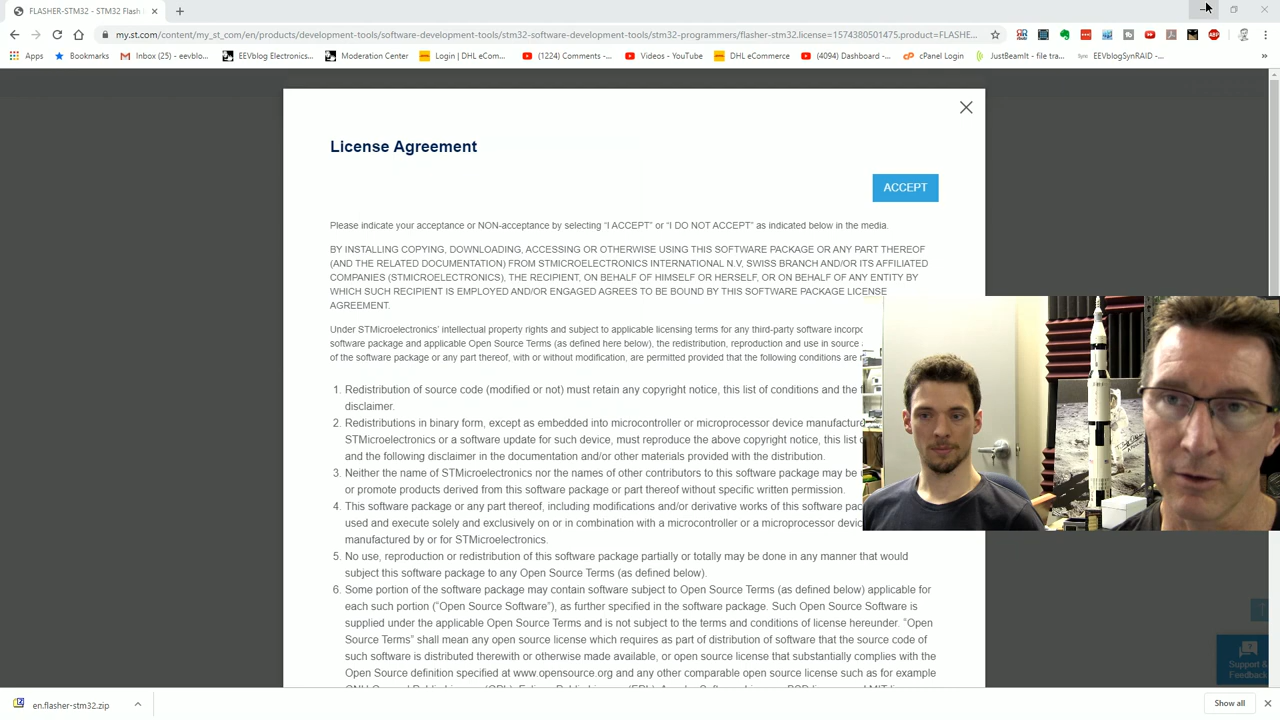 FLASHER-STM32 - STM32 Flash
my.st.com/content/my_st_com/en/products/development-tools/software-development-tools/stm32-software-development-tools/stm32-programmers/flasher-stm32.license=1574380501475.product=FLASHE...
Apps
Bookmarks
Inbox (25) - eevblo...
EEVblog Electronics...
Moderation Center
Login | DHL eCom...
(1224) Comments -...
Videos - YouTube
DHL eCommerce
(4094) Dashboard -...
cPanel Login
JustBeamIt - file tra...
Sync
EEVblogSynRAID -...
License Agreement
ACCEPT
Please indicate your acceptance or NON-acceptance by selecting “I ACCEPT” or “I DO NOT ACCEPT” as indicated below in the media.
BY INSTALLING COPYING, DOWNLOADING, ACCESSING OR OTHERWISE USING THIS SOFTWARE PACKAGE OR ANY PART THEREOF
(AND THE RELATED DOCUMENTATION) FROM STMICROELECTRONICS INTERNATIONAL N.V, SWISS BRANCH AND/OR ITS AFFILIATED
COMPANIES (STMICROELECTRONICS), THE RECIPIENT, ON BEHALF OF HIMSELF OR HERSELF, OR ON BEHALF OF ANY ENTITY BY
WHICH SUCH RECIPIENT IS EMPLOYED AND/OR ENGAGED AGREES TO BE BOUND BY THIS SOFTWARE PACKAGE LICENSE
AGREEMENT.
Under STMicroelectronics’ intellectual property rights and subject to applicable licensing terms for any third-party software incorpo
software package and applicable Open Source Terms (as defined here below), the redistribution, reproduction and use in source
of the software package or any part thereof, with or without modification, are permitted provided that the following conditions are
1. Redistribution of source code (modified or not) must retain any copyright notice, this list of conditions and the
disclaimer.
2. Redistributions in binary form, except as embedded into microcontroller or microprocessor device manufacture
STMicroelectronics or a software update for such device, must reproduce the above copyright notice, this list
and the following disclaimer in the documentation and/or other materials provided with the distribution.
3. Neither the name of STMicroelectronics nor the names of other contributors to this software package may be
or promote products derived from this software package or part thereof without specific written permission.
4. This software package or any part thereof, including modifications and/or derivative works of this software pac
used and execute solely and exclusively on or in combination with a microcontroller or a microprocessor devic
manufactured by or for STMicroelectronics.
5. No use, reproduction or redistribution of this software package partially or totally may be done in any manner that would
subject this software package to any Open Source Terms (as defined below).
6. Some portion of the software package may contain software subject to Open Source Terms (as defined below) applicable for
each such portion (“Open Source Software”), as further specified in the software package. Such Open Source Software is
supplied under the applicable Open Source Terms and is not subject to the terms and conditions of license hereunder. “Open
Source Terms” shall mean any open source license which requires as part of distribution of software that the source code of
such software is distributed therewith or otherwise made available, or open source license that substantially complies with the
Open Source definition specified at www.opensource.org and any other comparable open source license such as for example
Support &
Feedback
en.flasher-stm32.zip
Show all